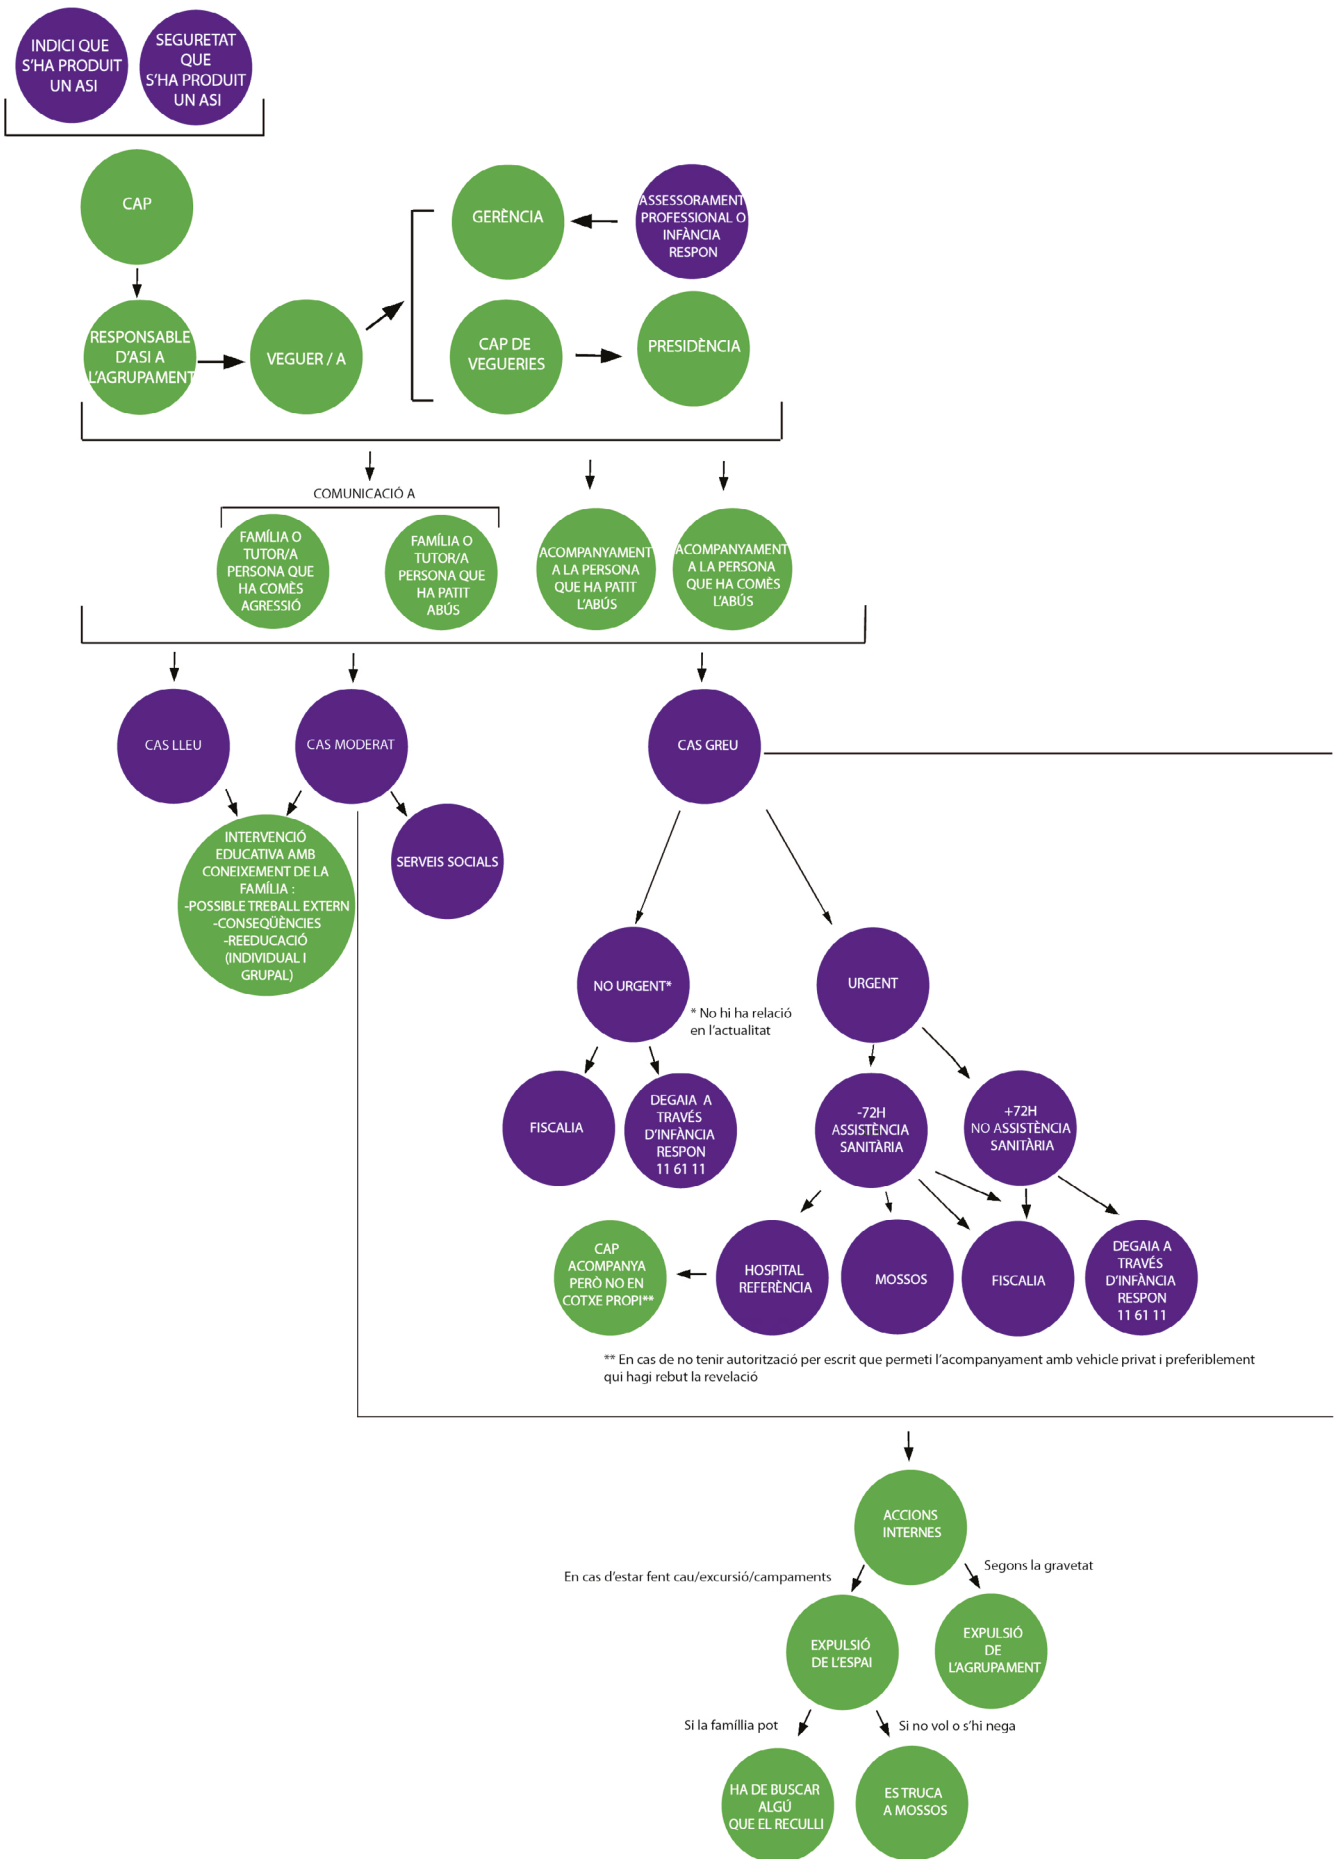 INDICI QUE
S'HA PRODUIT
UN ASI
SEGURETAT
QUE
S'HA PRODUIT
UN ASI
CAP
GERÈNCIA
ASSESSORAMENT
PROFESSIONAL O
INFÀNCIA
RESPON
RESPONSABLE
D'ASI A
L'AGRUPAMENT
VEGUER / A
CAP DE
VEGUERIES
PRESIDÈNCIA
COMUNICACIÓ A
FAMÍLIA O
TUTOR/A
PERSONA QUE
HA COMÈS
AGRESSIÓ
FAMÍLIA O
TUTOR/A
PERSONA QUE
HA PATIT
ABÚS
ACOMPANYAMENT
A LA PERSONA
QUE HA PATIT
L'ABÚS
ACOMPANYAMENT
A LA PERSONA
QUE HA COMÈS
L'ABÚS
CAS LLEU
CAS MODERAT
CAS GREU
INTERVENCIÓ
EDUCATIVA AMB
CONEIXEMENT DE LA
FAMÍLIA :
-POSSIBLE TREBALL EXTERN
-CONSEQÜÈNCIES
-REEDUCACIÓ
(INDIVIDUAL I
GRUPAL)
SERVEIS SOCIALS
NO URGENT*
* No hi ha relació
en l'actualitat
URGENT
FISCALIA
DEGAIA A
TRAVÉS
D'INFÀNCIA
RESPON
11 61 11
-72H
ASSISTÈNCIA
SANITÀRIA
+72H
NO ASSISTÈNCIA
SANITÀRIA
CAP
ACOMPANYA
PERÒ NO EN
COTXE PROPI**
HOSPITAL
REFERÈNCIA
MOSSOS
FISCALIA
DEGAIA A
TRAVÉS
D'INFÀNCIA
RESPON
11 61 11
** En cas de no tenir autorització per escrit que permeti l'acompanyament amb vehicle privat i preferiblement
qui hagi rebut la revelació
ACCIONS
INTERNES
En cas d'estar fent cau/excursió/campaments
Segons la gravetat
EXPULSIÓ
DE L'ESPAI
EXPULSIÓ
DE
L'AGRUPAMENT
Si la famíllia pot
Si no vol o s'hi nega
HA DE BUSCAR
ALGÚ
QUE EL RECULLI
ES TRUCA
A MOSSOS